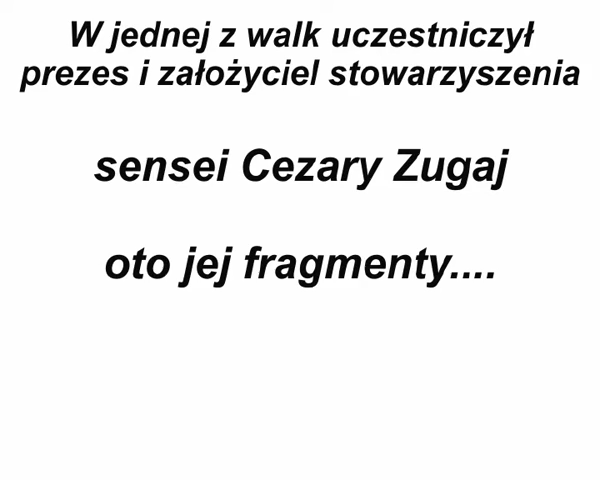 W jednej z walk uczestniczył
prezes i założyciel stowarzyszenia
sensei Cezary Zugaj
oto jej fragmenty....